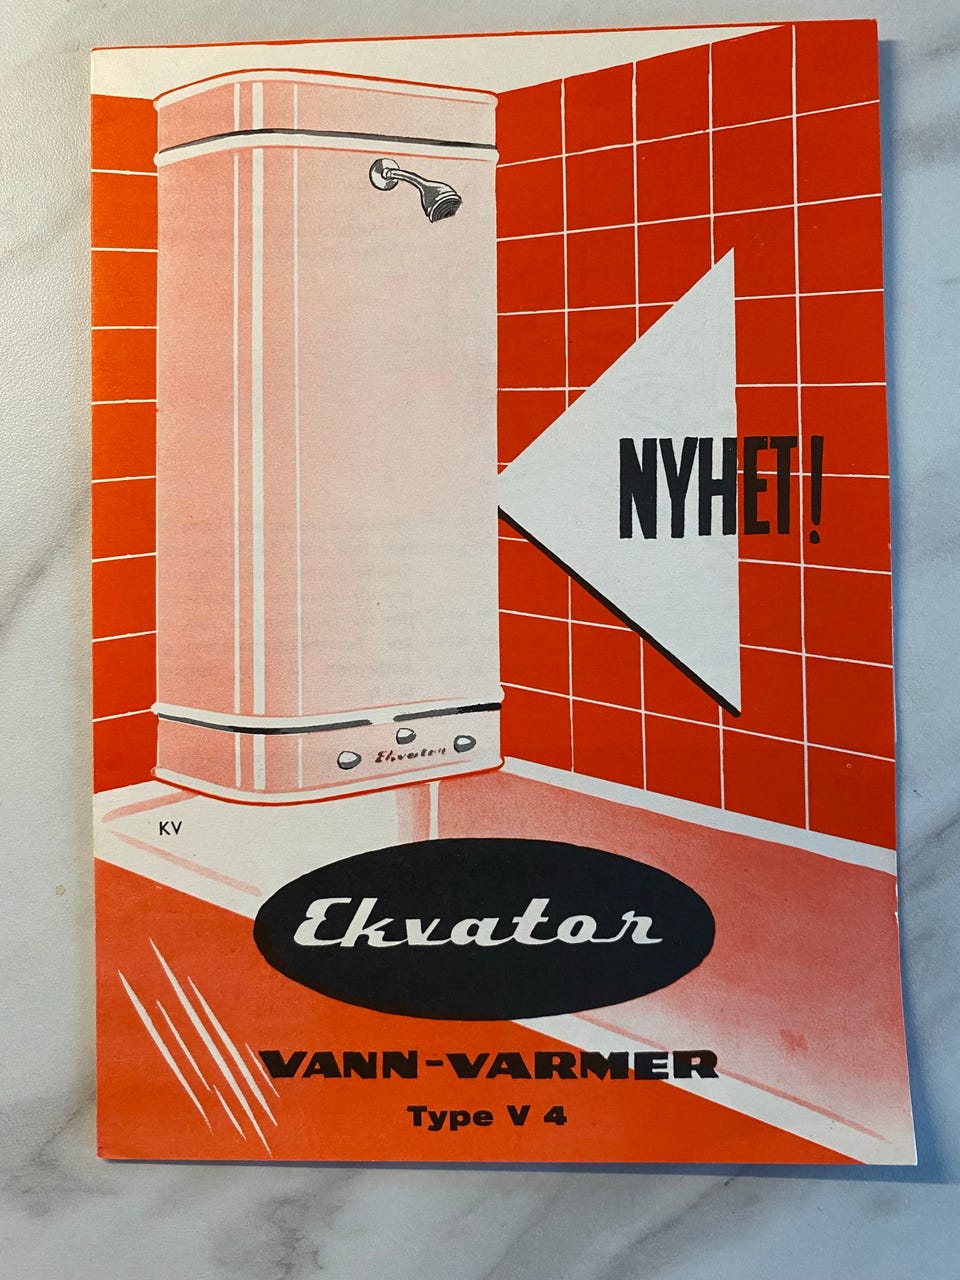 NYHET!
Ekvator
KV
Ekvator
VANN-VARMER
Type V 4